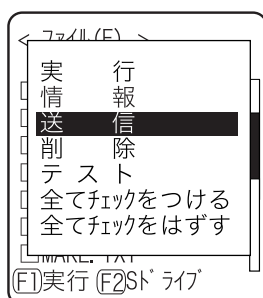 < ファイル(F) >
実　　行
情　　報
送　　信
削　　除
テ ス ト
全てﾁｪｯｸをつける
全てﾁｪｯｸをはずす
MAKE. TXT
F1実行 F2Sﾄﾞﾗｲﾌﾞ